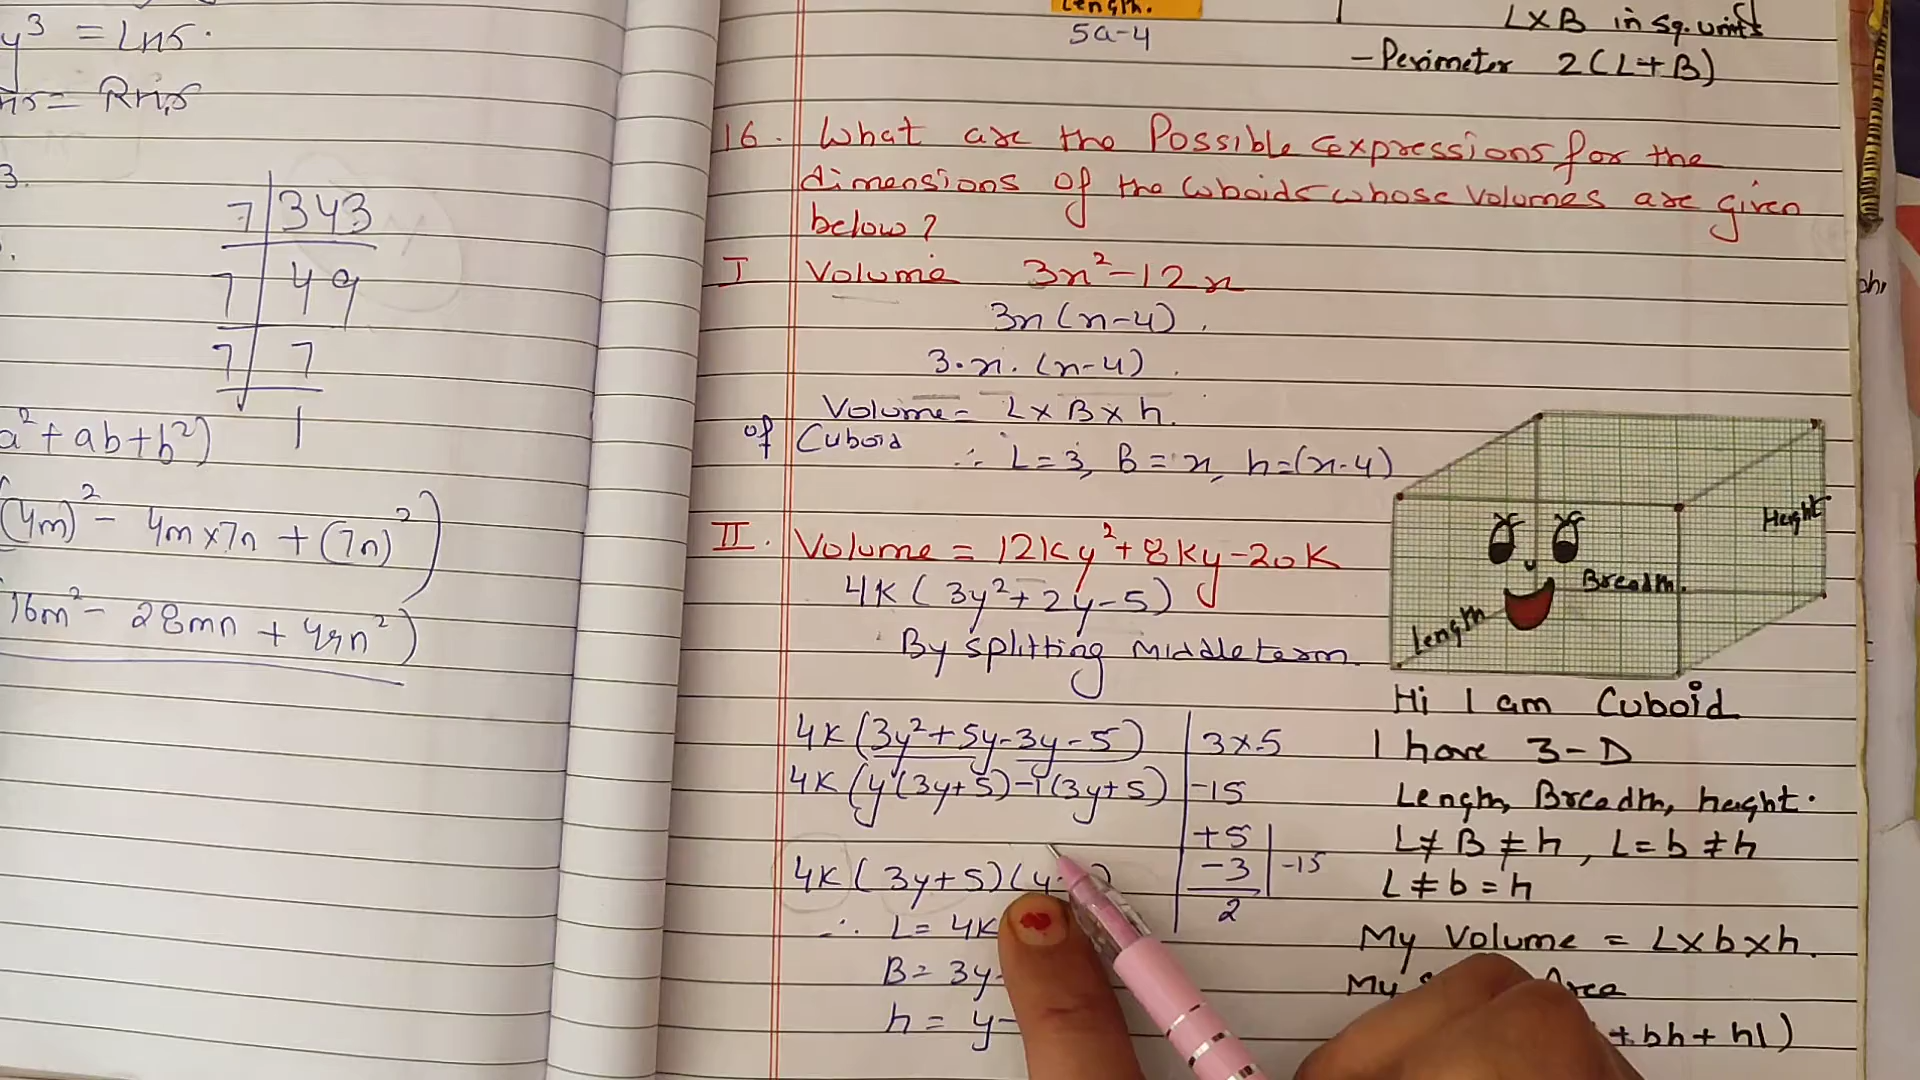 y³ = LHS.
= RHS
3.
7 | 343
7 | 49
7 | 7
1
a² + ab + b²)
(4m)² - 4m×7n + (7n)²)
16m² - 28mn + 49n²)
Length.
5a-4
L×B in sq. units
- Perimeter 2(L+B)
16. What are the Possible expressions for the
dimensions of the Cuboids whose Volumes are given
below?
I Volume 3x²-12x
3x(x-4).
3.x.(x-4).
Volume = L×B×h.
of Cuboid
∴ L=3, B=x, h=(x-4)
II. Volume = 12Ky²+8Ky-20K
4K(3y²+2y-5)
By splitting Middle term.
4K(3y²+5y-3y-5)
4K(y(3y+5)-1(3y+5)
4K(3y+5)(y-
∴ L= 4K
B= 3y
h = y-
3×-5
-15
+5
-3 | -15
2
Height
Breadth.
Length
Hi I am Cuboid
I have 3-D
Length, Breadth, height.
L≠B≠h, L=b≠h
L≠b=h
My Volume = L×b×h.
My Area
+ bh + hl)